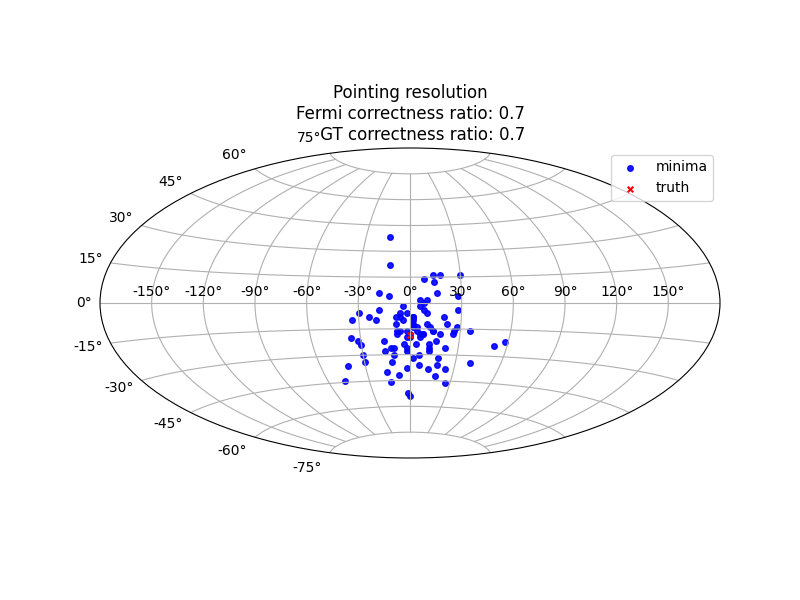 Pointing resolution
Fermi correctness ratio: 0.7
GT correctness ratio: 0.7
75°
60°
45°
30°
15°
0°
-15°
-30°
-45°
-60°
-75°
-150° -120° -90° -60° -30° 0° 30° 60° 90° 120° 150°
minima
truth